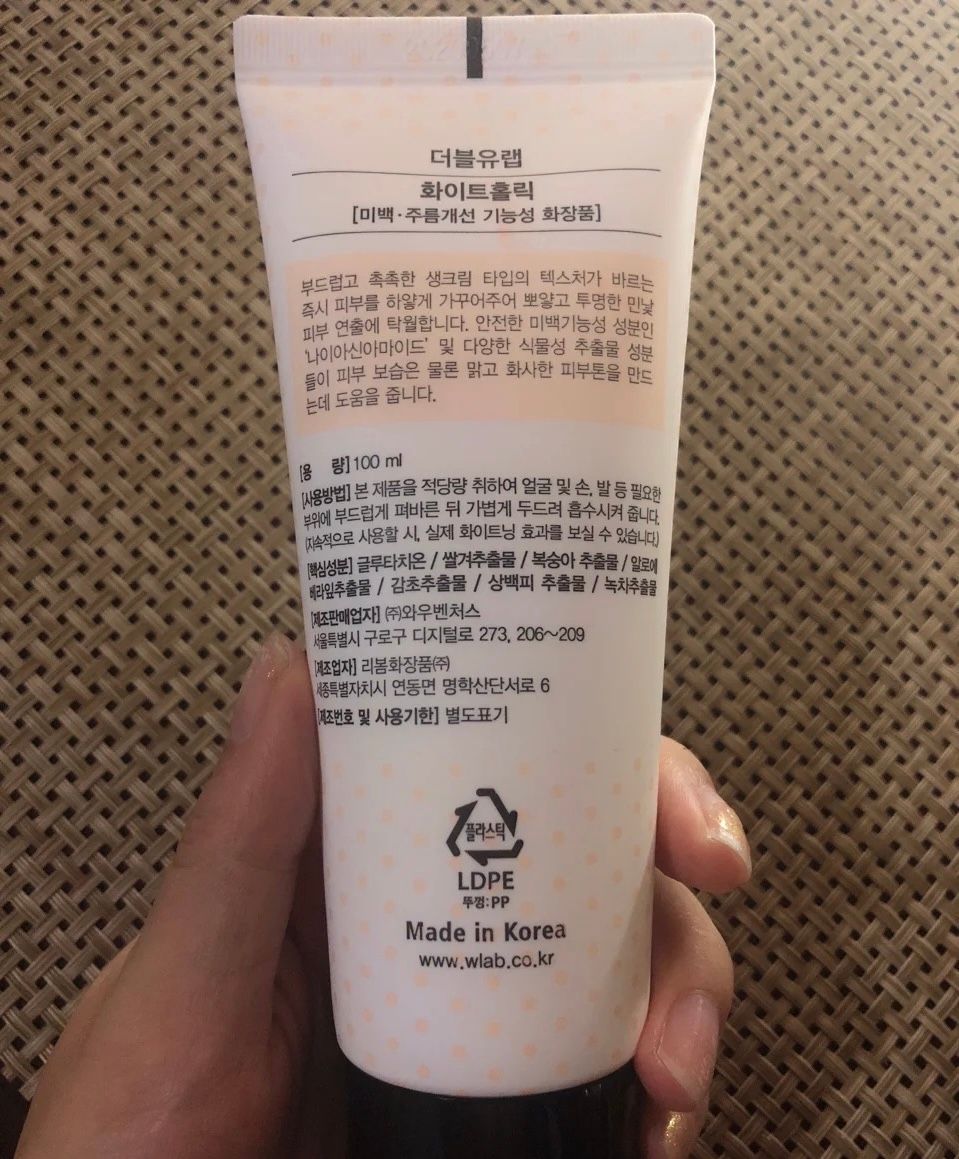 더블유랩
화이트홀릭
[미백·주름개선 기능성 화장품]
부드럽고 촉촉한 생크림 타입의 텍스처가 바르는
즉시 피부를 하얗게 가꾸어주어 뽀얗고 투명한 민낯
피부 연출에 탁월합니다. 안전한 미백기능성 성분인
'나이아신아마이드' 및 다양한 식물성 추출물 성분
들이 피부 보습은 물론 맑고 화사한 피부톤을 만드
는데 도움을 줍니다.
[용 량] 100 ml
[사용방법] 본 제품을 적당량 취하여 얼굴 및 손, 발 등 필요한
부위에 부드럽게 펴바른 뒤 가볍게 두드려 흡수시켜 줍니다.
(지속적으로 사용할 시, 실제 화이트닝 효과를 보실 수 있습니다.)
[핵심성분] 글루타치온 / 쌀겨추출물 / 복숭아 추출물 / 알로에
베라잎추출물 / 감초추출물 / 상백피 추출물 / 녹차추출물
[제조판매업자] ㈜와우벤처스
서울특별시 구로구 디지털로 273, 206~209
[제조업자] 리봄화장품㈜
세종특별자치시 연동면 명학산단서로 6
[제조번호 및 사용기한] 별도표기
플라스틱
LDPE
뚜껑:PP
Made in Korea
www.wlab.co.kr